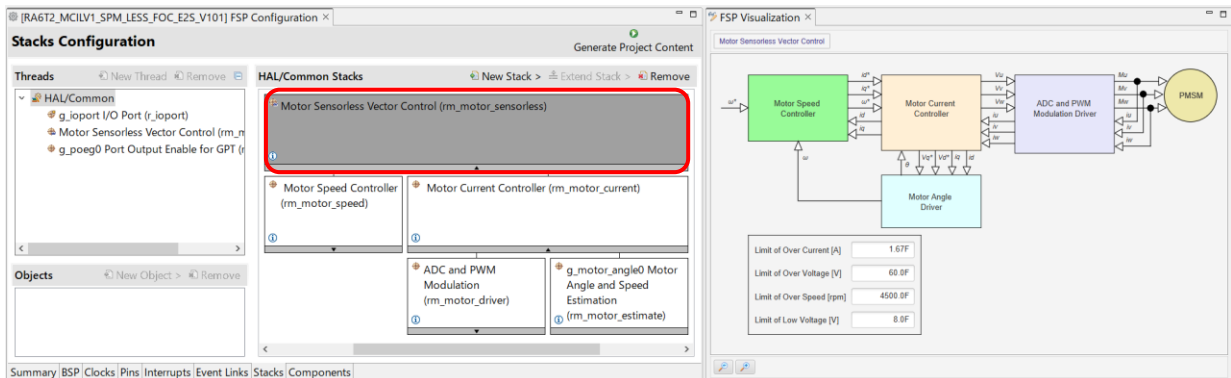 [RA6T2_MCILV1_SPM_LESS_FOC_E2S_V101] FSP Configuration ×
Stacks Configuration
Generate Project Content
Threads
New Thread
Remove
HAL/Common
g_ioport I/O Port (r_ioport)
Motor Sensorless Vector Control (rm_m
g_poeg0 Port Output Enable for GPT (r
Objects
New Object >
Remove
HAL/Common Stacks
New Stack >
Extend Stack >
Remove
Motor Sensorless Vector Control (rm_motor_sensorless)
Motor Speed Controller
(rm_motor_speed)
Motor Current Controller (rm_motor_current)
ADC and PWM
Modulation
(rm_motor_driver)
g_motor_angle0 Motor
Angle and Speed
Estimation
(rm_motor_estimate)
Summary BSP Clocks Pins Interrupts Event Links Stacks Components
FSP Visualization ×
Motor Sensorless Vector Control
ω*
Motor Speed
Controller
id*
iq*
ω*
id
iq
Motor Current
Controller
Vu
Vv
Vw
iu
iv
iw
ADC and PWM
Modulation Driver
Mu
Mv
Mw
iu
iv
iw
PMSM
ω
θ
Vq* Vd* iq id
Motor Angle
Driver
Limit of Over Current [A] 1.67F
Limit of Over Voltage [V] 60.0F
Limit of Over Speed [rpm] 4500.0F
Limit of Low Voltage [V] 8.0F